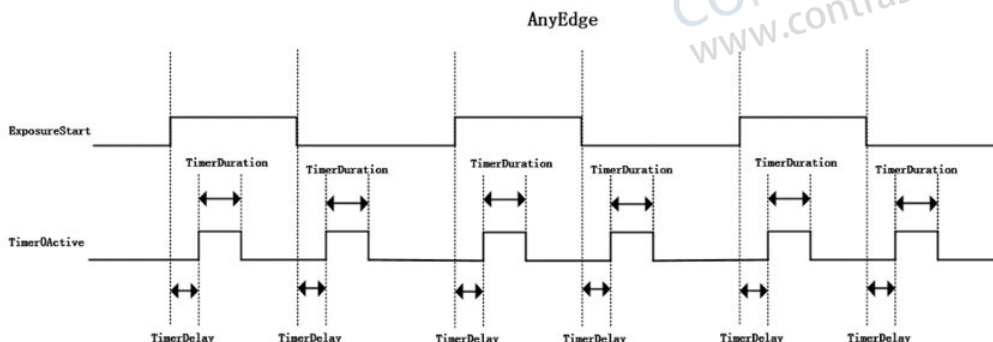 AnyEdge
ExposureStart
TimerDuration
TimerDuration
TimerDuration
TimerDuration
TimerDuration
TimerDuration
Timer0Active
TimerDelay
TimerDelay
TimerDelay
TimerDelay
TimerDelay
TimerDelay